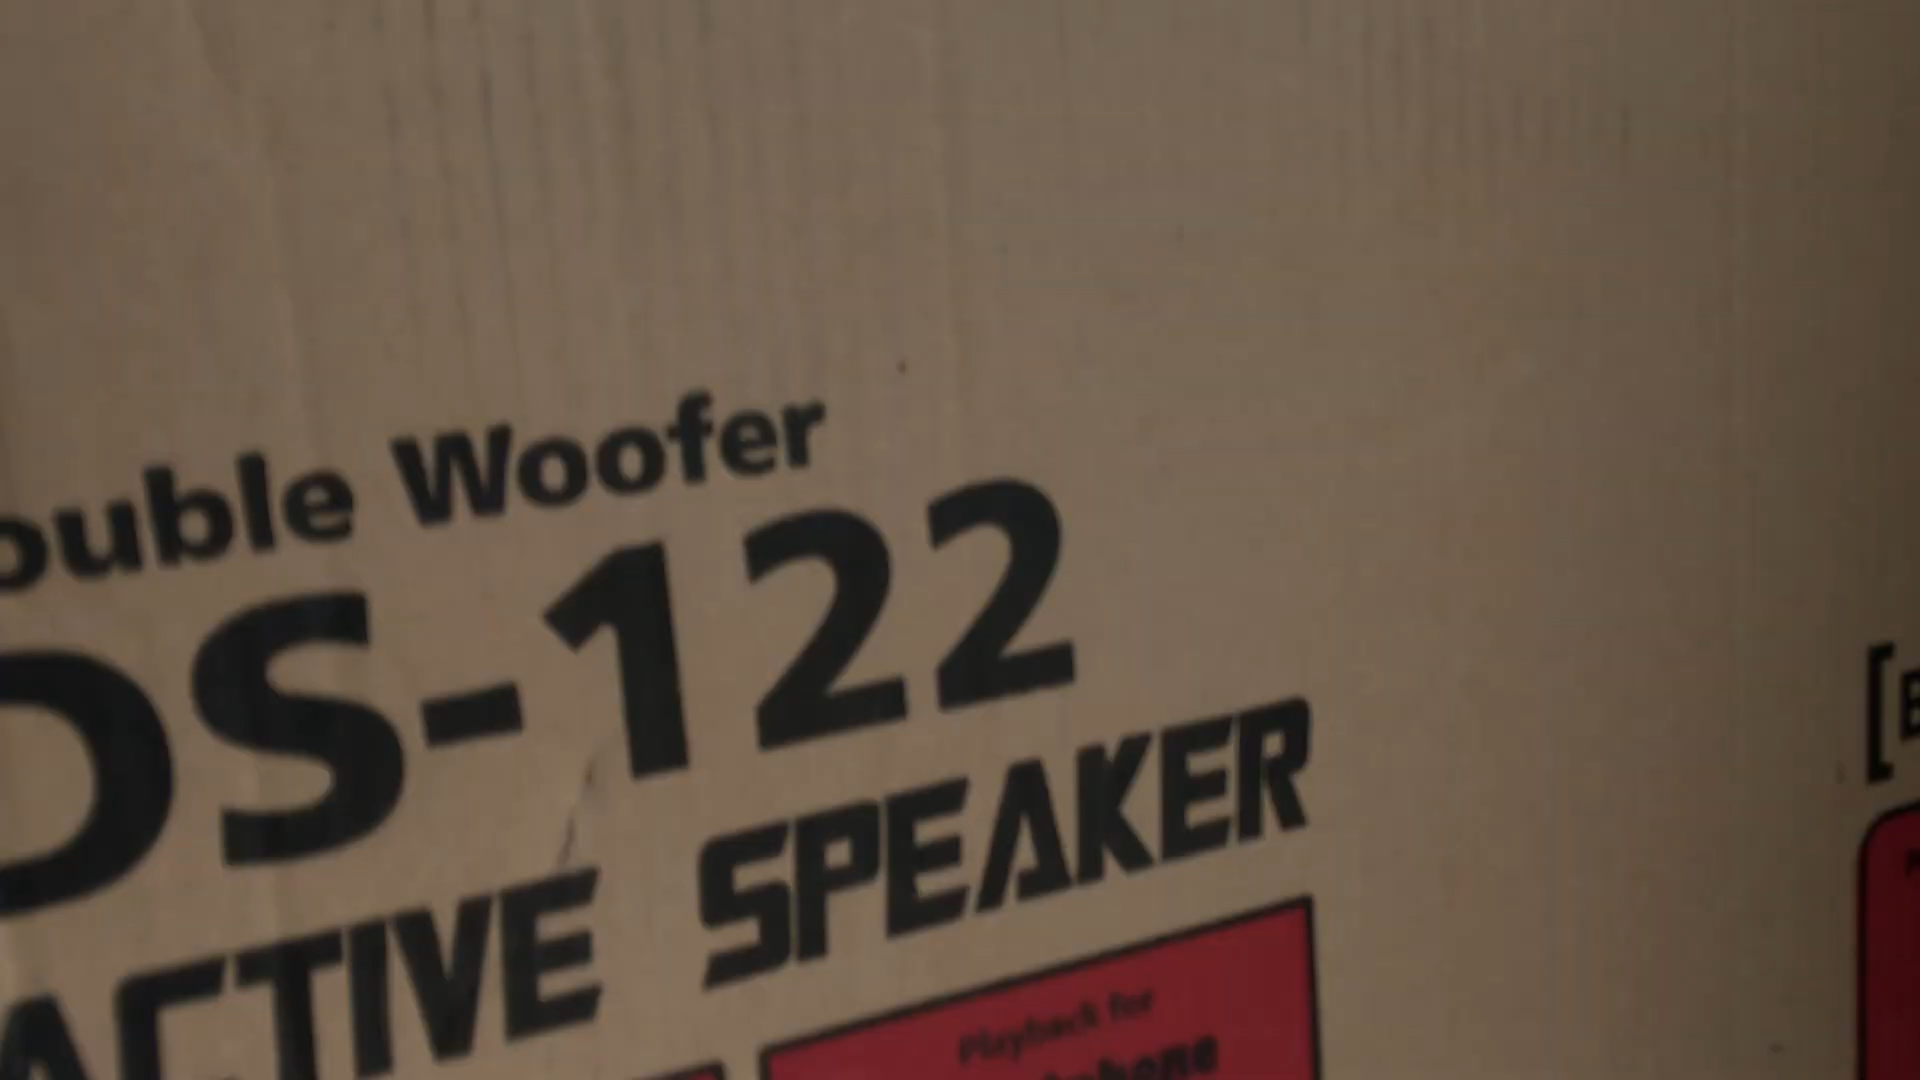 ouble Woofer
DS-122
ACTIVE SPEAKER
Playback for
[